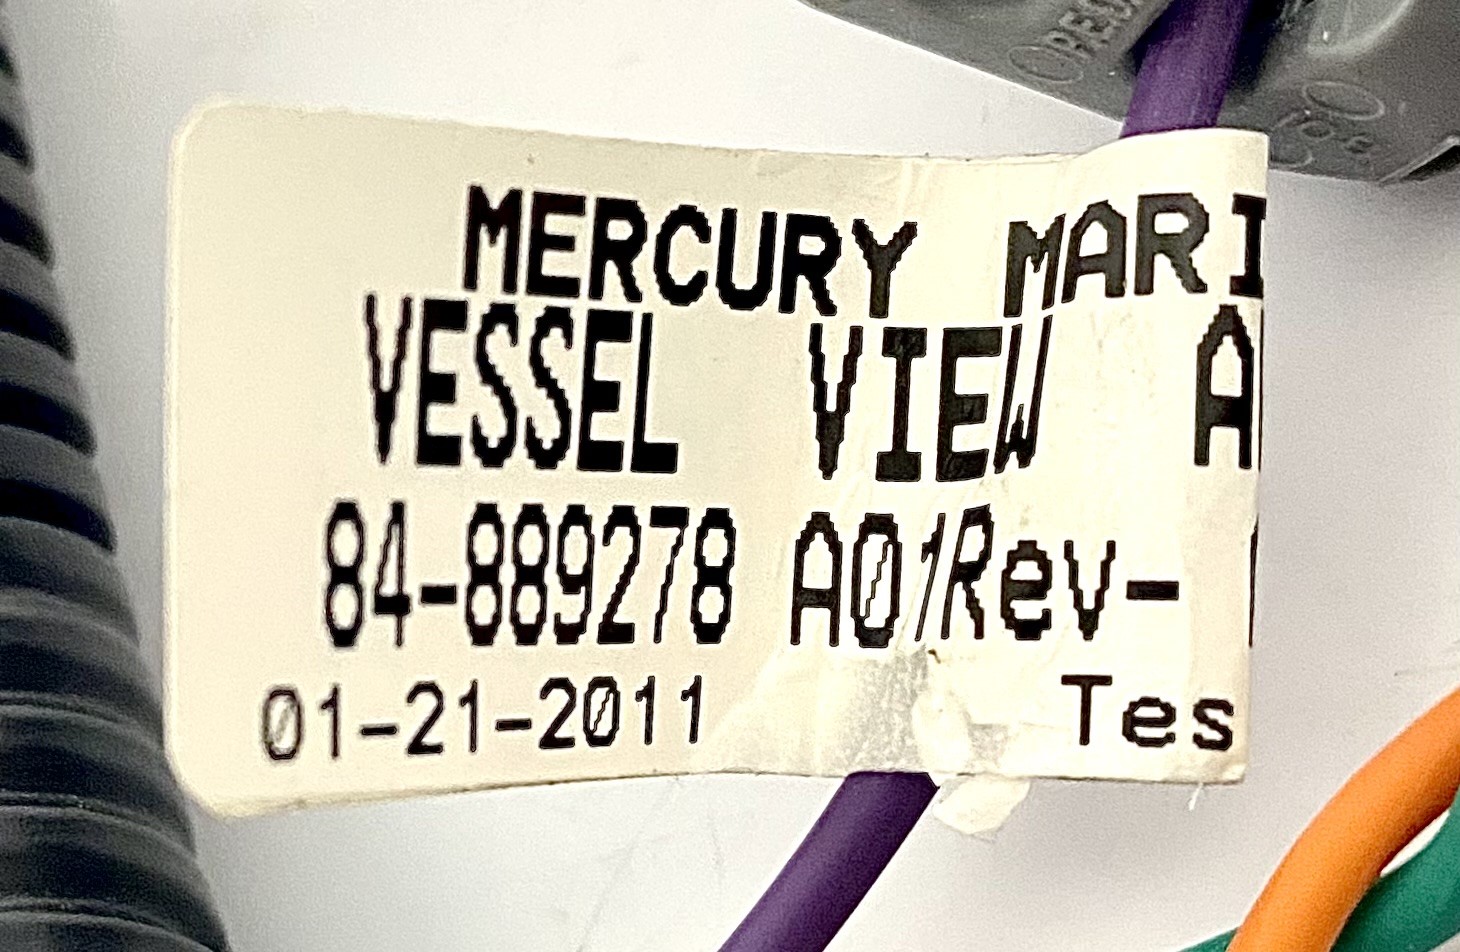 MERCURY MARI
VESSEL VIEW A
84-889278 A01Rev-
01-21-2011 Tes